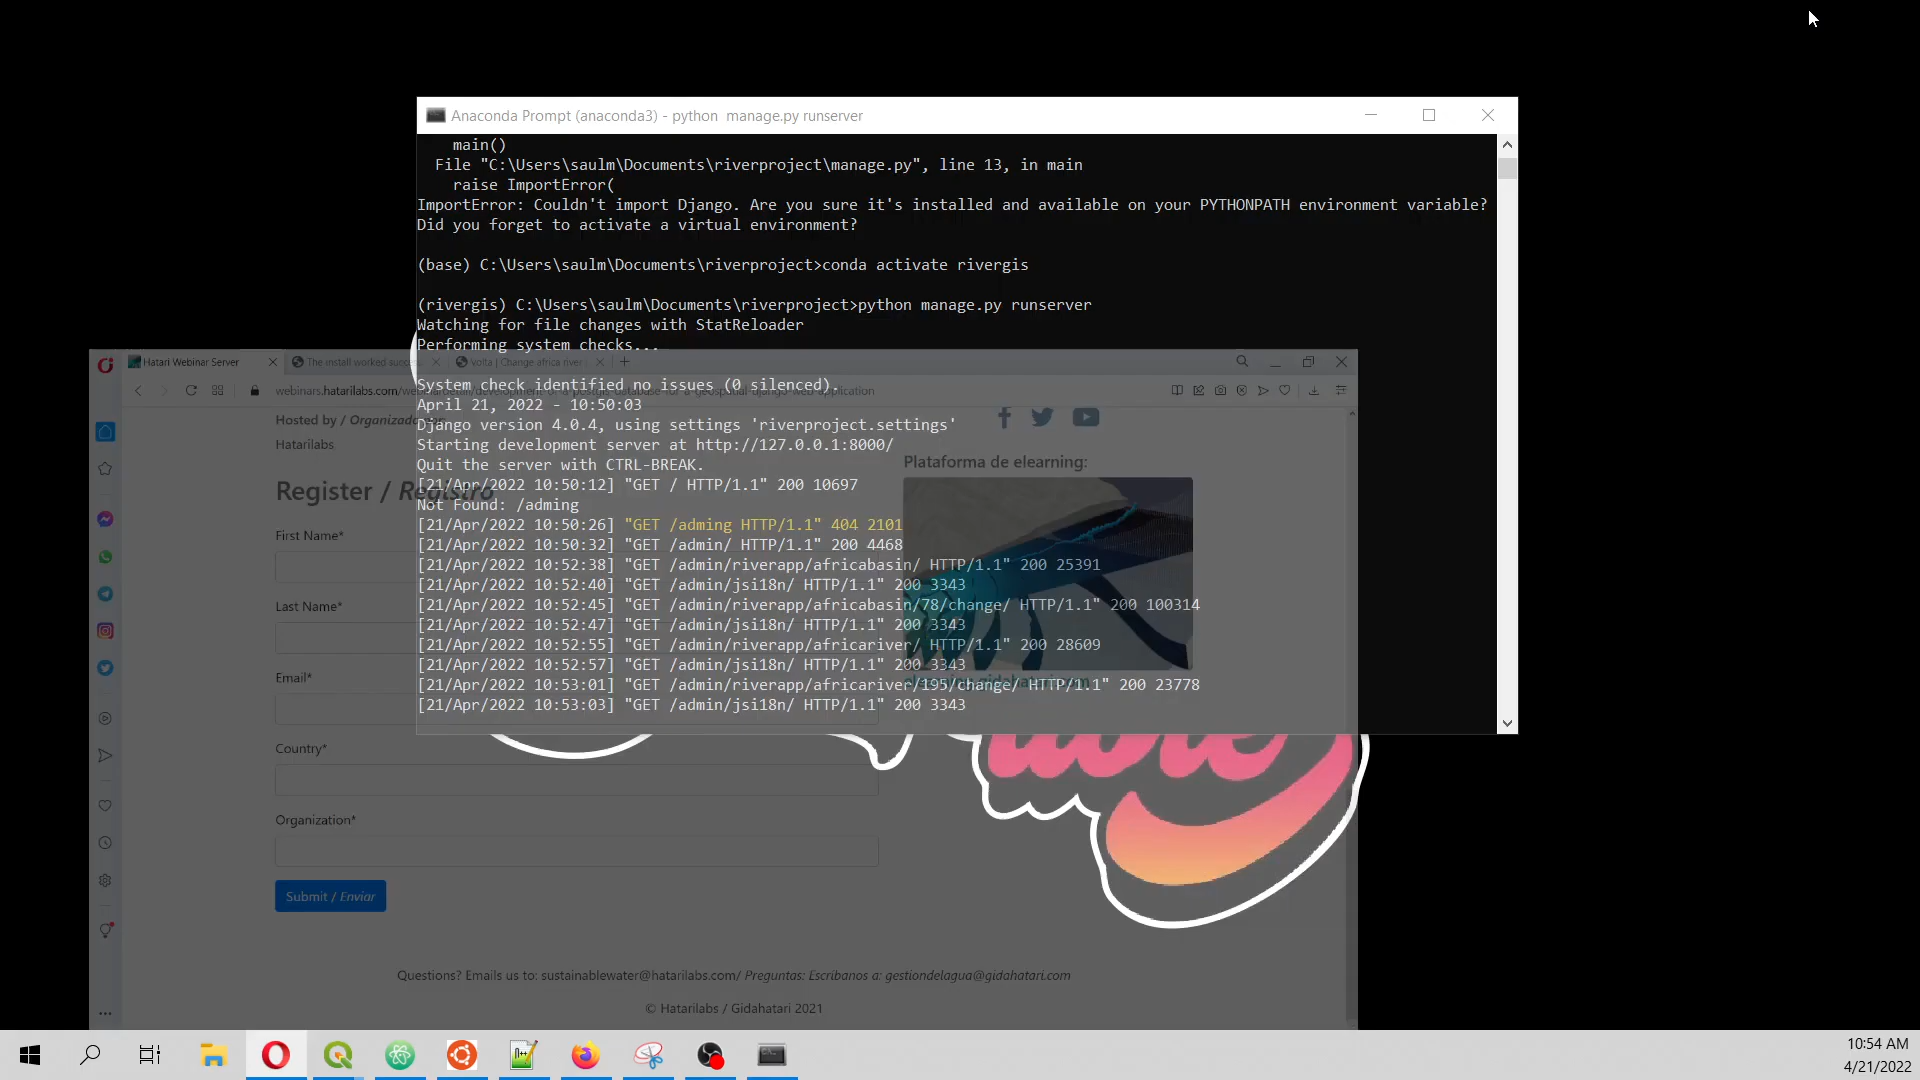 Anaconda Prompt (anaconda3) - python  manage.py runserver
main()
File "C:\Users\saulm\Documents\riverproject\manage.py", line 13, in main
raise ImportError(
ImportError: Couldn't import Django. Are you sure it's installed and available on your PYTHONPATH environment variable?
Did you forget to activate a virtual environment?
(base) C:\Users\saulm\Documents\riverproject>conda activate rivergis
(rivergis) C:\Users\saulm\Documents\riverproject>python manage.py runserver
Watching for file changes with StatReloader
Performing system checks...
System check identified no issues (0 silenced).
April 21, 2022 - 10:50:03
Django version 4.0.4, using settings 'riverproject.settings'
Starting development server at http://127.0.0.1:8000/
Quit the server with CTRL-BREAK.
[21/Apr/2022 10:50:12] "GET / HTTP/1.1" 200 10697
Not Found: /adming
[21/Apr/2022 10:50:26] "GET /adming HTTP/1.1" 404 2101
[21/Apr/2022 10:50:32] "GET /admin/ HTTP/1.1" 200 4468
[21/Apr/2022 10:52:38] "GET /admin/riverapp/africabasin/ HTTP/1.1" 200 25391
[21/Apr/2022 10:52:40] "GET /admin/jsi18n/ HTTP/1.1" 200 3343
[21/Apr/2022 10:52:45] "GET /admin/riverapp/africabasin/78/change/ HTTP/1.1" 200 100314
[21/Apr/2022 10:52:47] "GET /admin/jsi18n/ HTTP/1.1" 200 3343
[21/Apr/2022 10:52:55] "GET /admin/riverapp/africariver/ HTTP/1.1" 200 28609
[21/Apr/2022 10:52:57] "GET /admin/jsi18n/ HTTP/1.1" 200 3343
[21/Apr/2022 10:53:01] "GET /admin/riverapp/africariver/195/change/ HTTP/1.1" 200 23778
[21/Apr/2022 10:53:03] "GET /admin/jsi18n/ HTTP/1.1" 200 3343
Hatari Webinar Server
The install worked
Volta | Change africa river
Hosted by /
Hatarilabs
Register / Registro
First Name*
Last Name*
Email*
Country*
Organization*
Submit / Enviar
Plataforma de elearning:
Questions? Emails us to: sustainablewater@hatarilabs.com/ Preguntas: Escribanos a: gestiondelagua@gidahatari.com
© Hatarilabs / Gidahatari 2021
10:54 AM
4/21/2022